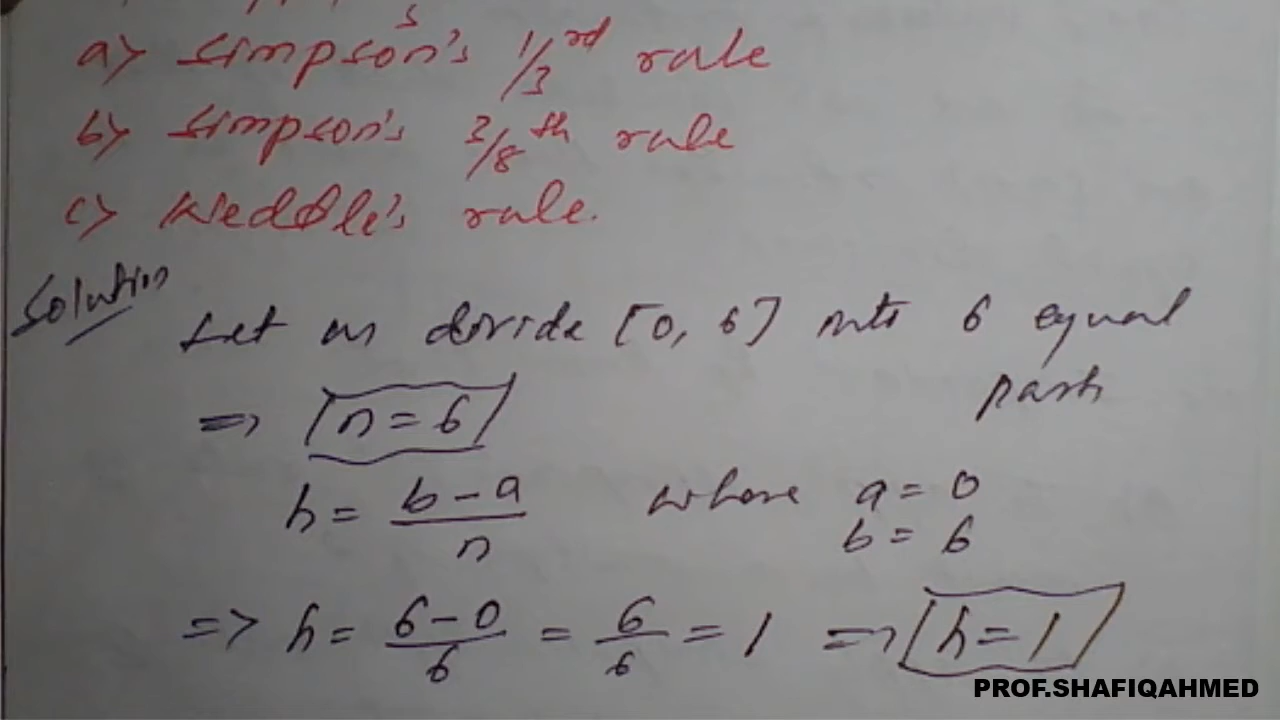 a) Simpson's 1/3rd rule
b) Simpson's 3/8th rule
c) Weddle's rule.
Solution
Let us divide [0, 6] into 6 equal
parts
=> n = 6
h = b - a / n where a = 0
b = 6
=> h = 6 - 0 / 6 = 6 / 6 = 1 => h = 1
PROF.SHAFIQAHMED